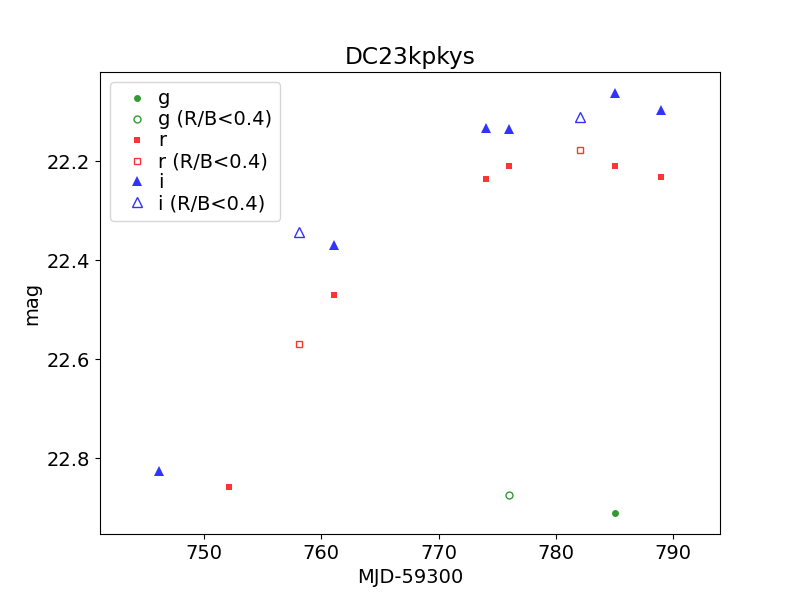 DC23kpkys
g
g (R/B<0.4)
r
r (R/B<0.4)
i
i (R/B<0.4)
22.2
22.4
22.6
22.8
mag
750
760
770
780
790
MJD-59300